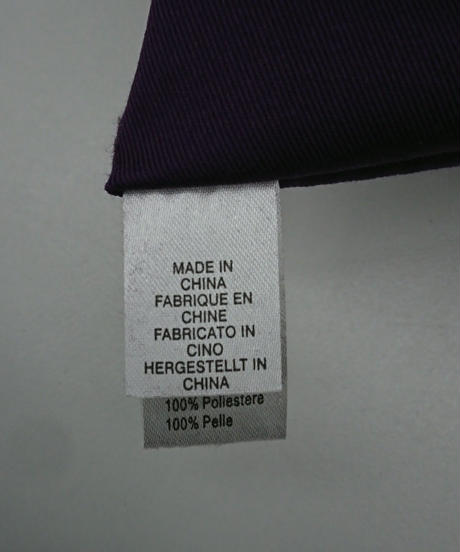 MADE IN
CHINA
FABRIQUE EN
CHINE
FABRICATO IN
CINO
HERGESTELLT IN
CHINA
100% Poliestere
100% Pelle